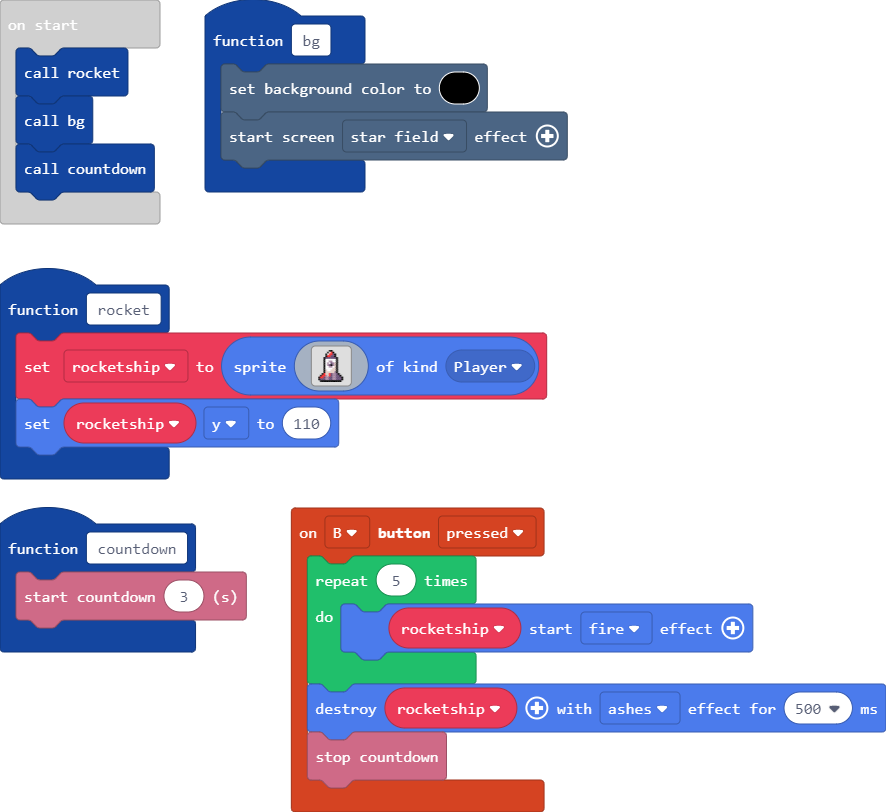 on start
call rocket
call bg
call countdown
function bg
set background color to
start screen star field effect
function rocket
set rocketship to sprite of kind Player
set rocketship y to 110
function countdown
start countdown 3 (s)
on B button pressed
repeat 5 times
do rocketship start fire effect
destroy rocketship with ashes effect for 500 ms
stop countdown